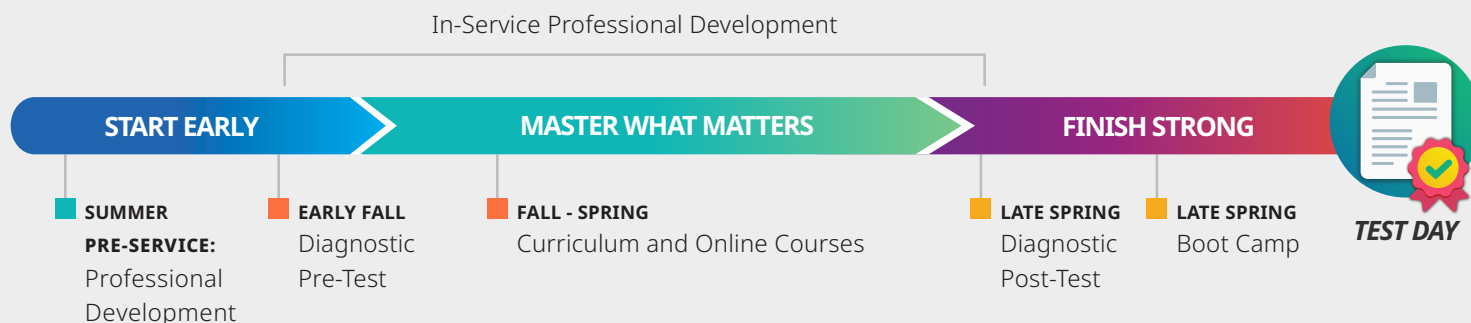 In-Service Professional Development
START EARLY
MASTER WHAT MATTERS
FINISH STRONG
SUMMER
PRE-SERVICE:
Professional
Development
EARLY FALL
Diagnostic
Pre-Test
FALL - SPRING
Curriculum and Online Courses
LATE SPRING
Diagnostic
Post-Test
LATE SPRING
Boot Camp
TEST DAY